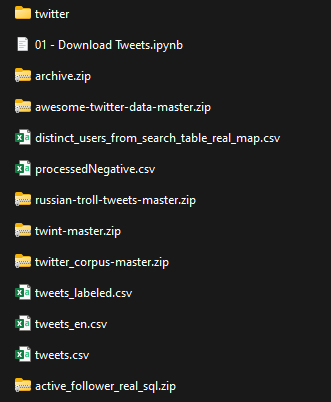 twitter
01 - Download Tweets.ipynb
archive.zip
awesome-twitter-data-master.zip
distinct_users_from_search_table_real_map.csv
processedNegative.csv
russian-troll-tweets-master.zip
twint-master.zip
twitter_corpus-master.zip
tweets_labeled.csv
tweets_en.csv
tweets.csv
active_follower_real_sql.zip